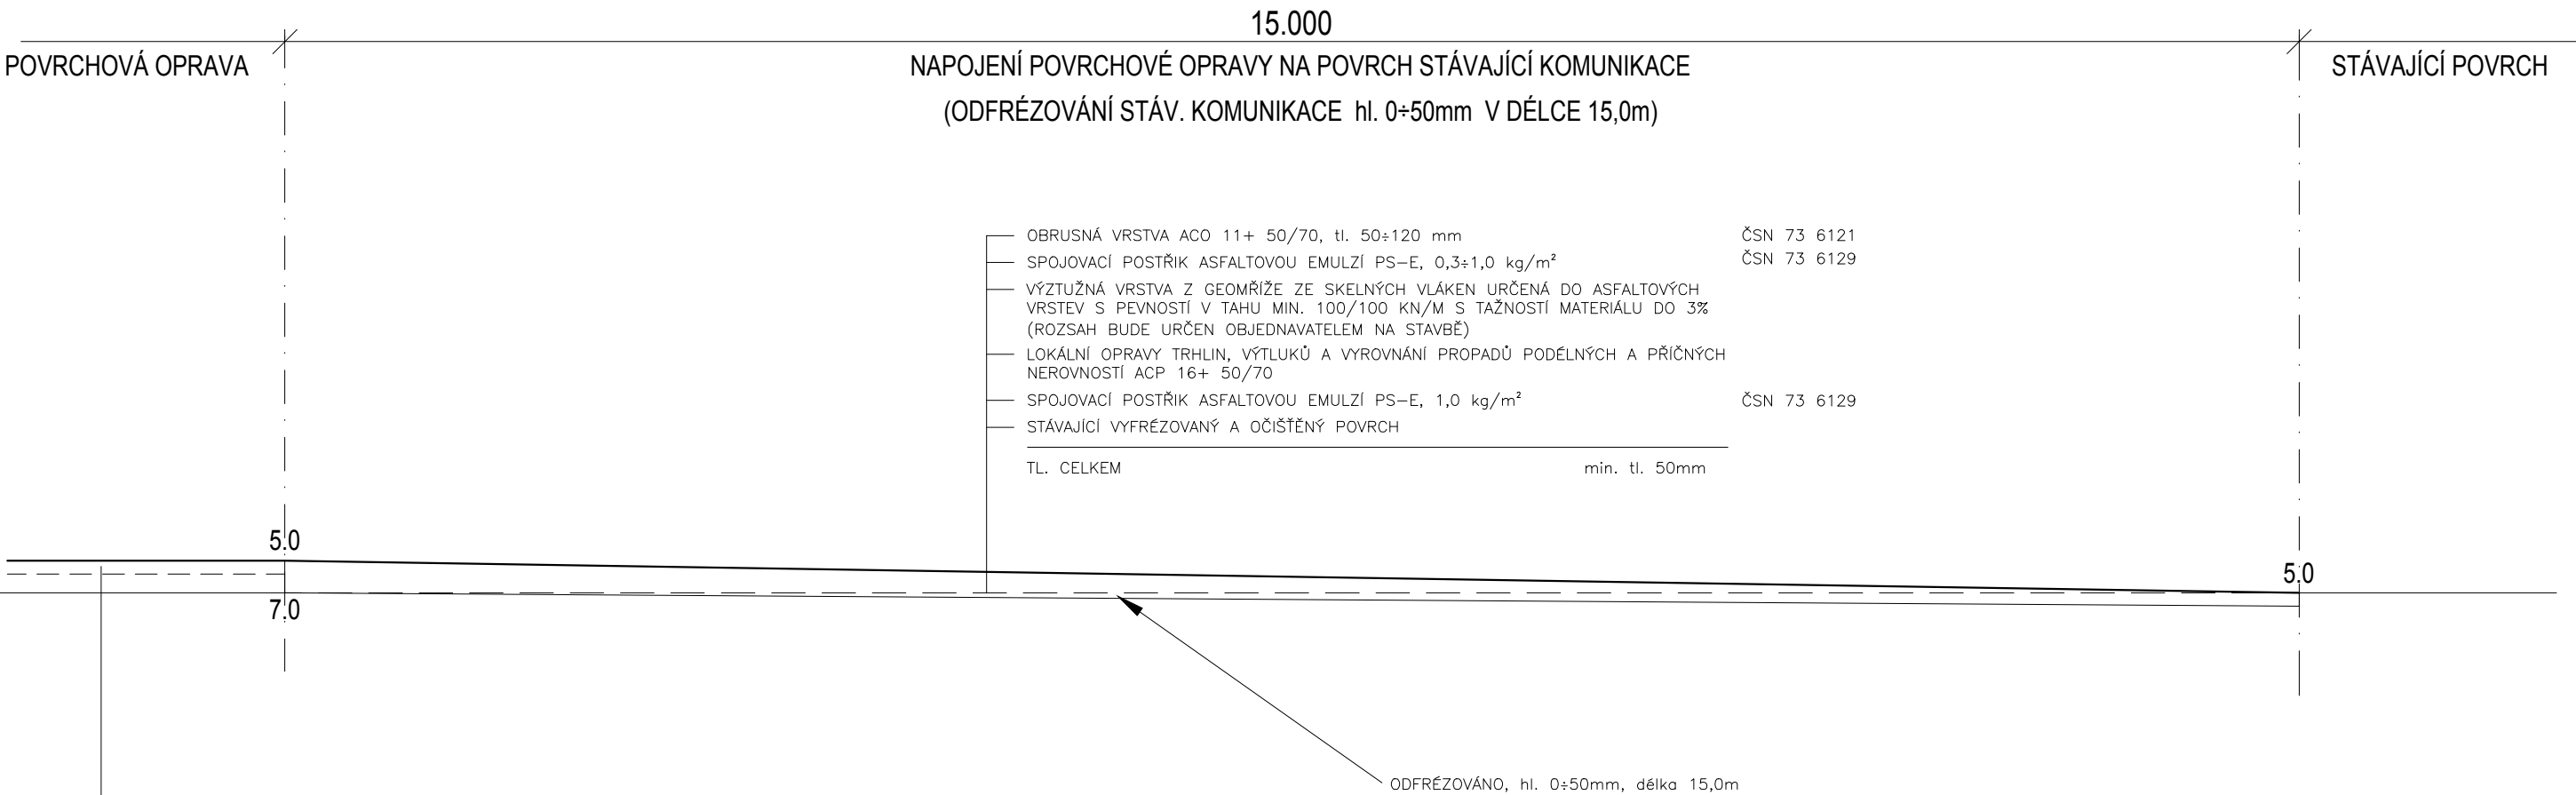 15.000
POVRCHOVÁ OPRAVA
NAPOJENÍ POVRCHOVÉ OPRAVY NA POVRCH STÁVAJÍCÍ KOMUNIKACE
STÁVAJÍCÍ POVRCH
(ODFRÉZOVÁNÍ STÁV. KOMUNIKACE hl. 0÷50mm V DÉLCE 15,0m)
OBRUSNÁ VRSTVA ACO 11+ 50/70, tl. 50÷120 mm ČSN 73 6121
SPOJOVACÍ POSTŘIK ASFALTOVOU EMULZÍ PS-E, 0,3÷1,0 kg/m² ČSN 73 6129
VÝZTUŽNÁ VRSTVA Z GEOMŘÍŽE ZE SKELNÝCH VLÁKEN URČENÁ DO ASFALTOVÝCH
VRSTEV S PEVNOSTÍ V TAHU MIN. 100/100 KN/M S TAŽNOSTÍ MATERIÁLU DO 3%
(ROZSAH BUDE URČEN OBJEDNAVATELEM NA STAVBĚ)
LOKÁLNÍ OPRAVY TRHLIN, VÝTLUKŮ A VYROVNÁNÍ PROPADŮ PODÉLNÝCH A PŘÍČNÝCH
NEROVNOSTÍ ACP 16+ 50/70
SPOJOVACÍ POSTŘIK ASFALTOVOU EMULZÍ PS-E, 1,0 kg/m² ČSN 73 6129
STÁVAJÍCÍ VYFRÉZOVANÝ A OČIŠTĚNÝ POVRCH
TL. CELKEM min. tl. 50mm
5.0
5.0
7.0
ODFRÉZOVÁNO, hl. 0÷50mm, délka 15,0m